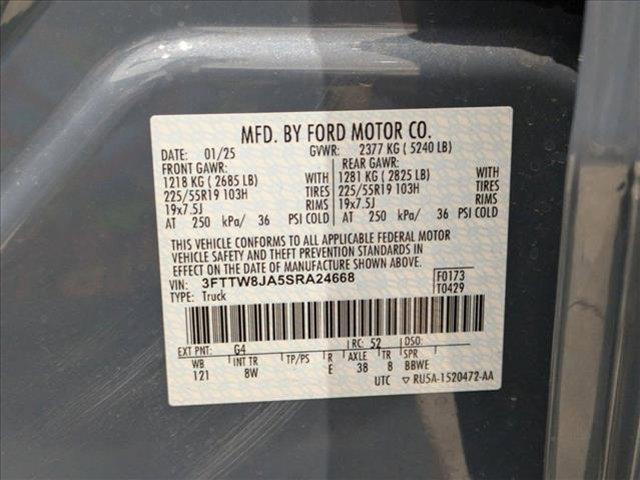 MFD. BY FORD MOTOR CO.
DATE: 01/25 GVWR: 2377 KG (5240 LB)
FRONT GAWR: REAR GAWR:
1218 KG (2685 LB) WITH 1281 KG (2825 LB) WITH
225/55R19 103H TIRES 225/55R19 103H TIRES
19x7.5J RIMS 19x7.5J RIMS
AT 250 kPa/ 36 PSI COLD AT 250 kPa/ 36 PSI COLD
THIS VEHICLE CONFORMS TO ALL APPLICABLE FEDERAL MOTOR
VEHICLE SAFETY AND THEFT PREVENTION STANDARDS IN
EFFECT ON THE DATE OF MANUFACTURE SHOWN ABOVE.
VIN: 3FTTW8JA5SRA24668 F0173
TYPE: Truck T0429
EXT PNT: G4 RC: 52 DSO:
WB INT TR TP/PS R AXLE TR SPR
121 8W E 38 8 BBWE
UTC ▽ RU5A-1520472-AA